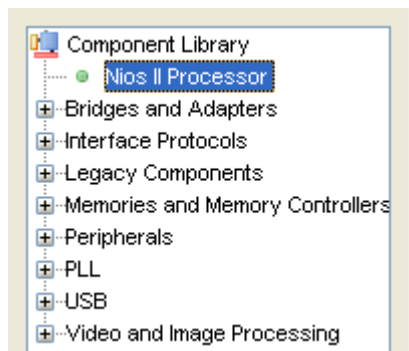 Component Library
Nios II Processor
Bridges and Adapters
Interface Protocols
Legacy Components
Memories and Memory Controllers
Peripherals
PLL
USB
Video and Image Processing